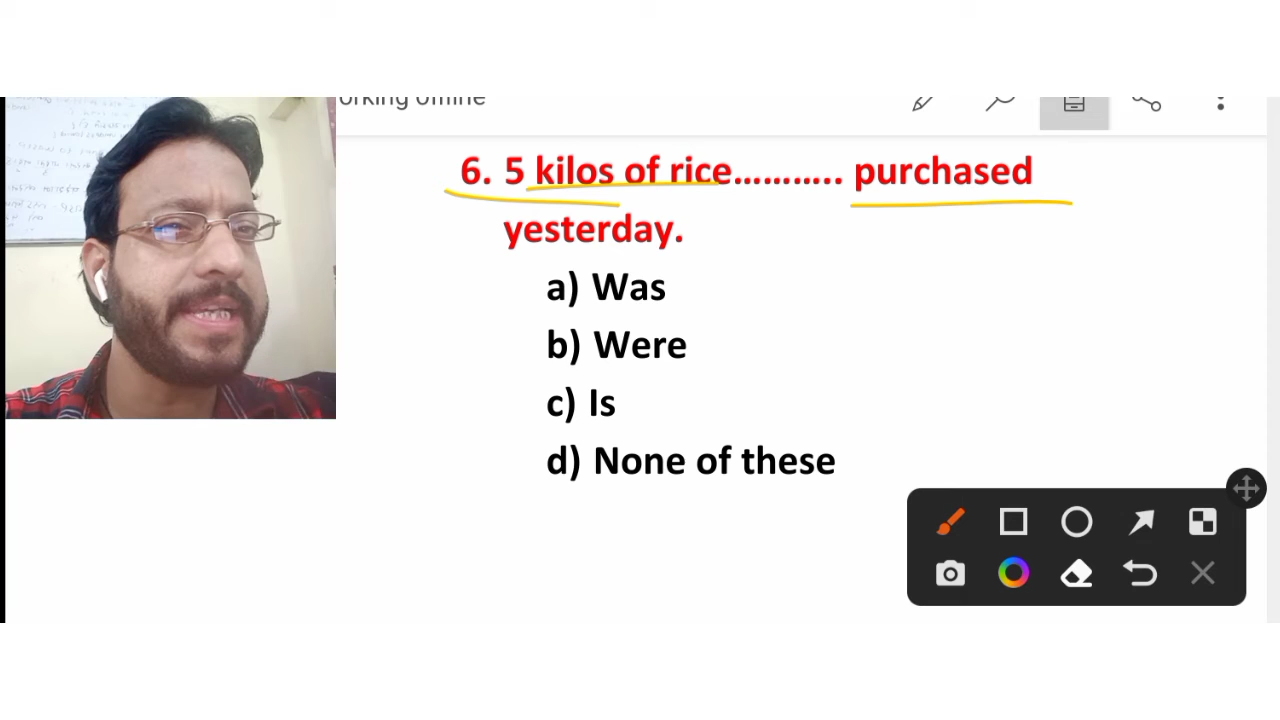 orking offline
6. 5 kilos of rice……….. purchased
yesterday.
a) Was
b) Were
c) Is
d) None of these